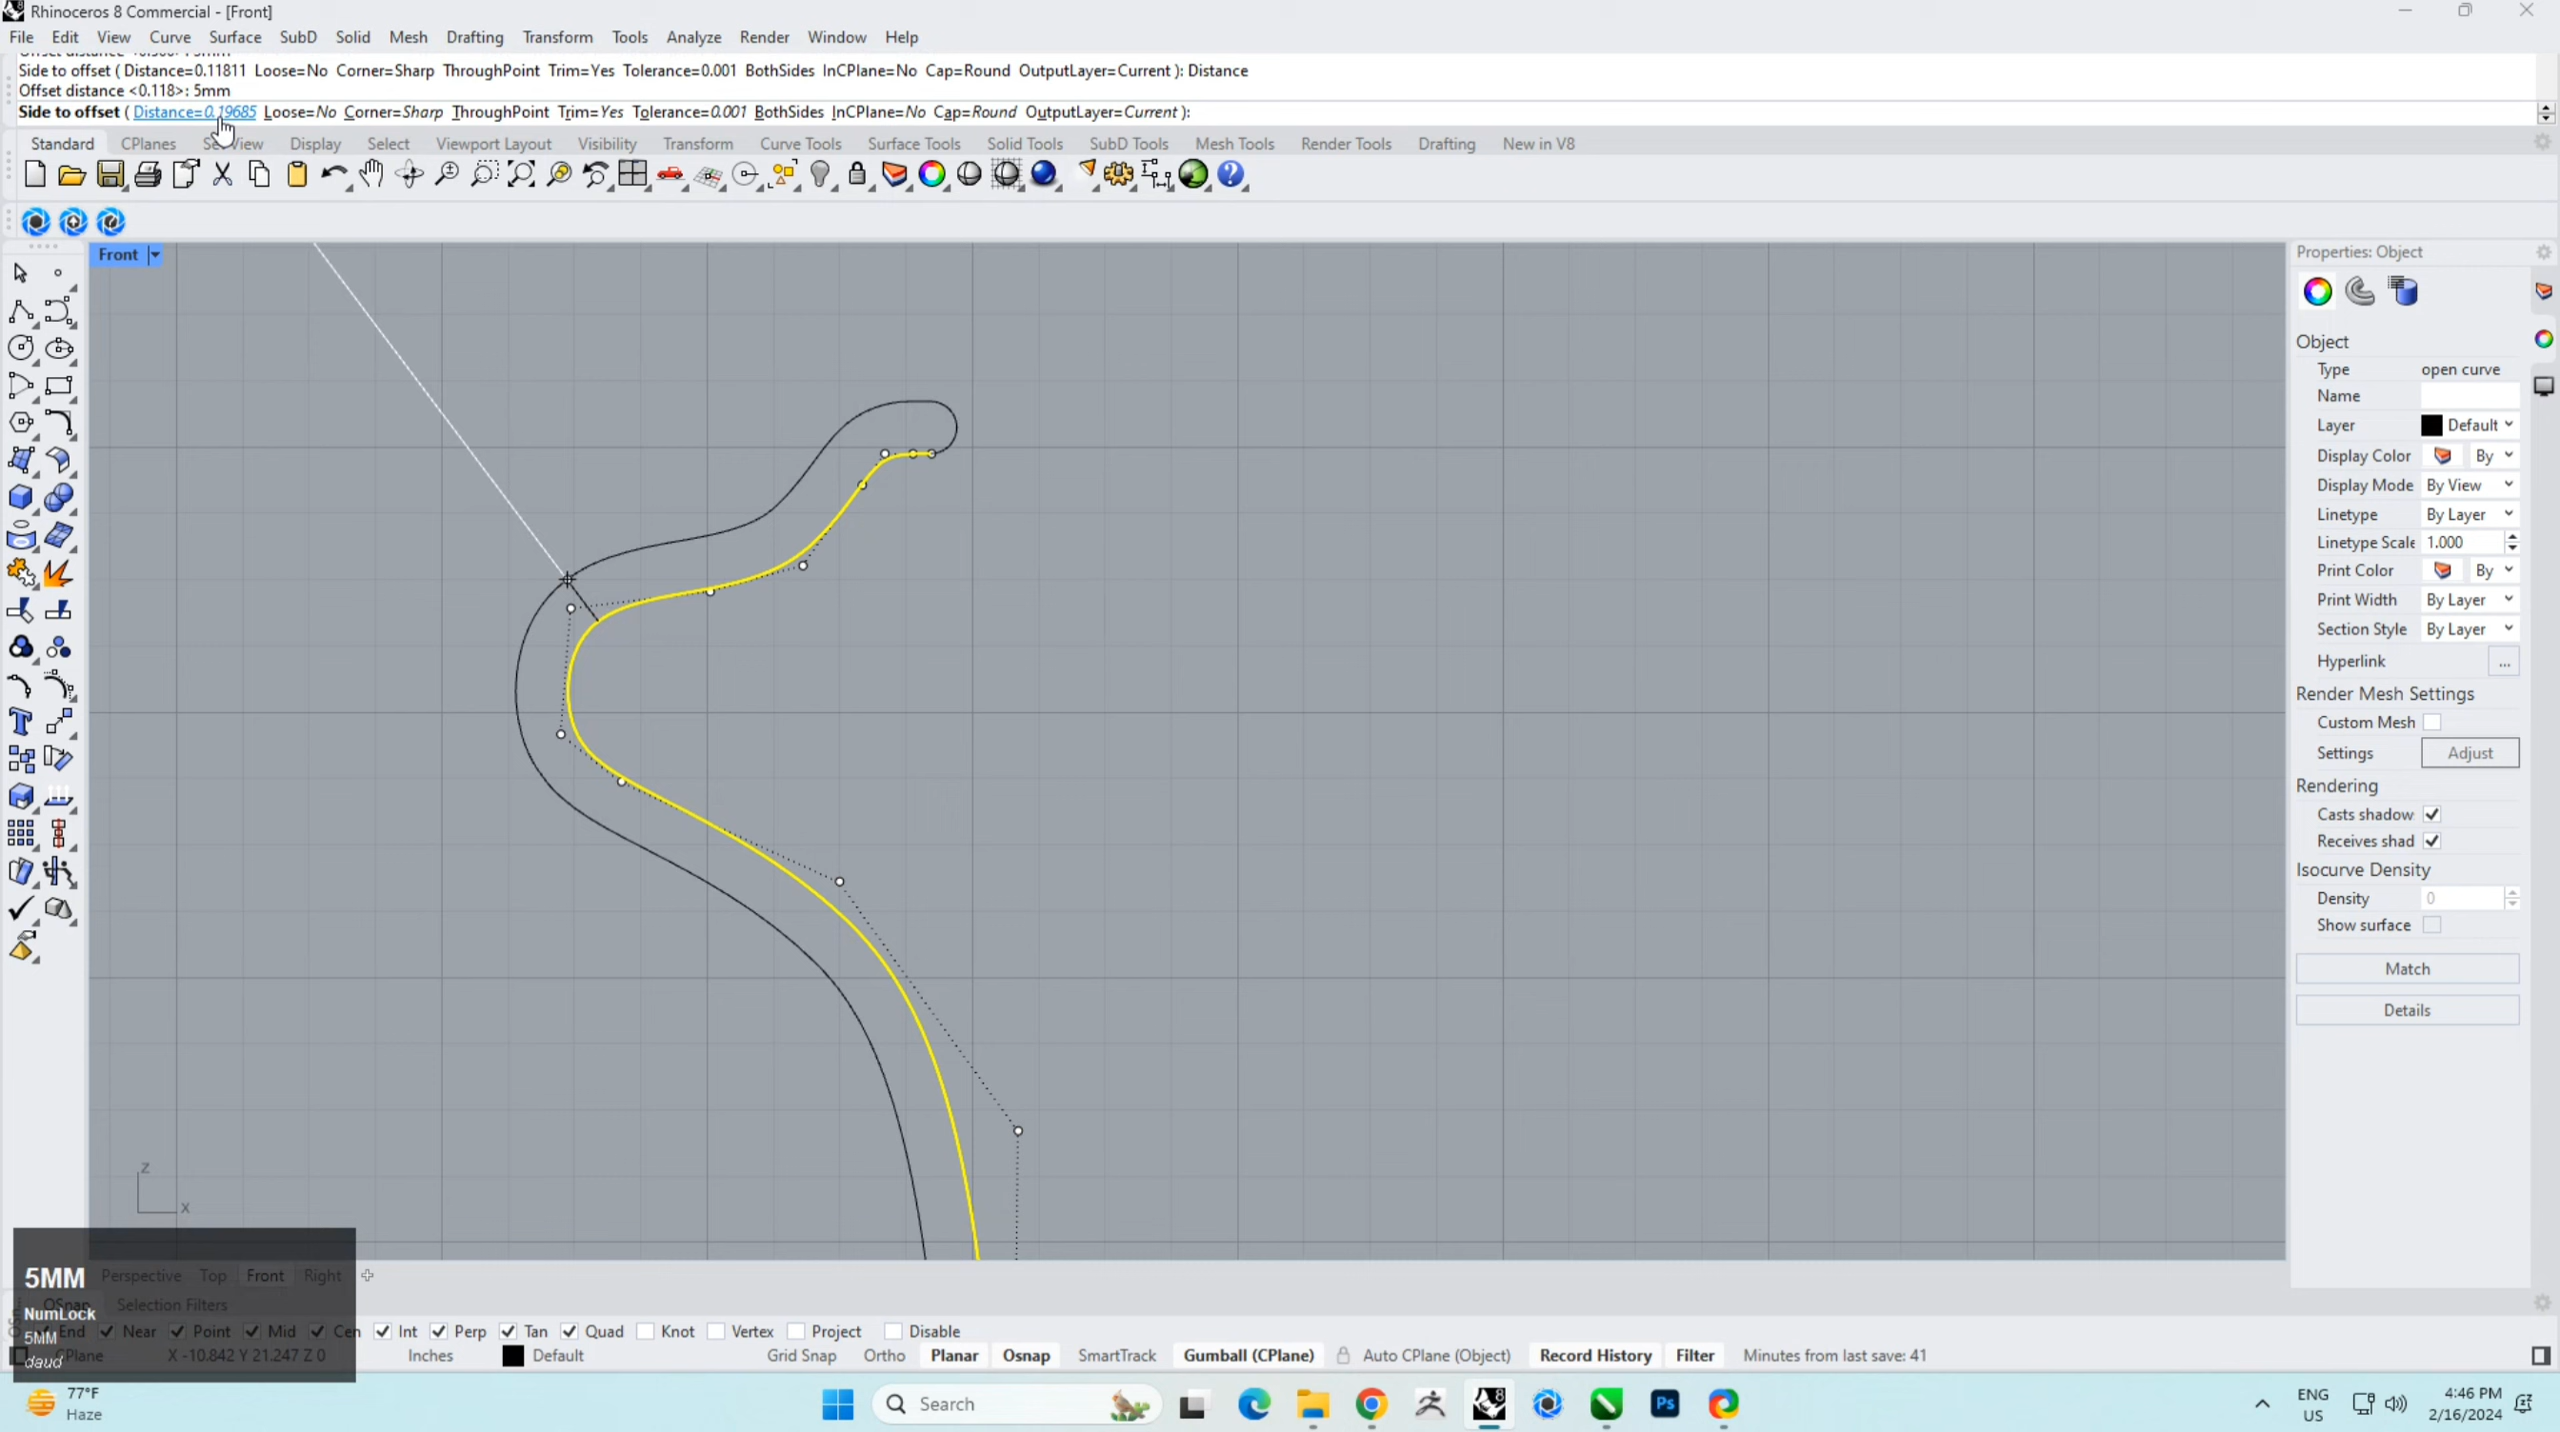 Rhinoceros 8 Commercial - [Front]
File Edit View Curve Surface SubD Solid Mesh Drafting Transform Tools Analyze Render Window Help
Side to offset ( Distance=0.11811 Loose=No Corner=Sharp ThroughPoint Trim=Yes Tolerance=0.001 BothSides InCPlane=No Cap=Round OutputLayer=Current ): Distance
Offset distance <0.118>: 5mm
Side to offset ( Distance=0.19685 Loose=No Corner=Sharp ThroughPoint Trim=Yes Tolerance=0.001 BothSides InCPlane=No Cap=Round OutputLayer=Current ):
Standard CPlanes Set View Display Select Viewport Layout Visibility Transform Curve Tools Surface Tools Solid Tools SubD Tools Mesh Tools Render Tools Drafting New in V8
Front
Properties: Object
Object
Type open curve
Name
Layer Default
Display Color By
Display Mode By View
Linetype By Layer
Linetype Scale 1.000
Print Color By
Print Width By Layer
Section Style By Layer
Hyperlink ...
Render Mesh Settings
Custom Mesh
Settings Adjust
Rendering
Casts shadow
Receives shad
Isocurve Density
Density 0
Show surface
Match
Details
z
x
5MM
NumLock
5MM
daud
Perspective Top Front Right
OSnap Selection Filters
End Near Point Mid Cen Int Perp Tan Quad Knot Vertex Project Disable
CPlane X -10.842 Y 21.247 Z 0 Inches Default Grid Snap Ortho Planar Osnap SmartTrack Gumball (CPlane) Auto CPlane (Object) Record History Filter Minutes from last save: 41
77°F
Haze
Search
Ps
ENG
US
4:46 PM
2/16/2024